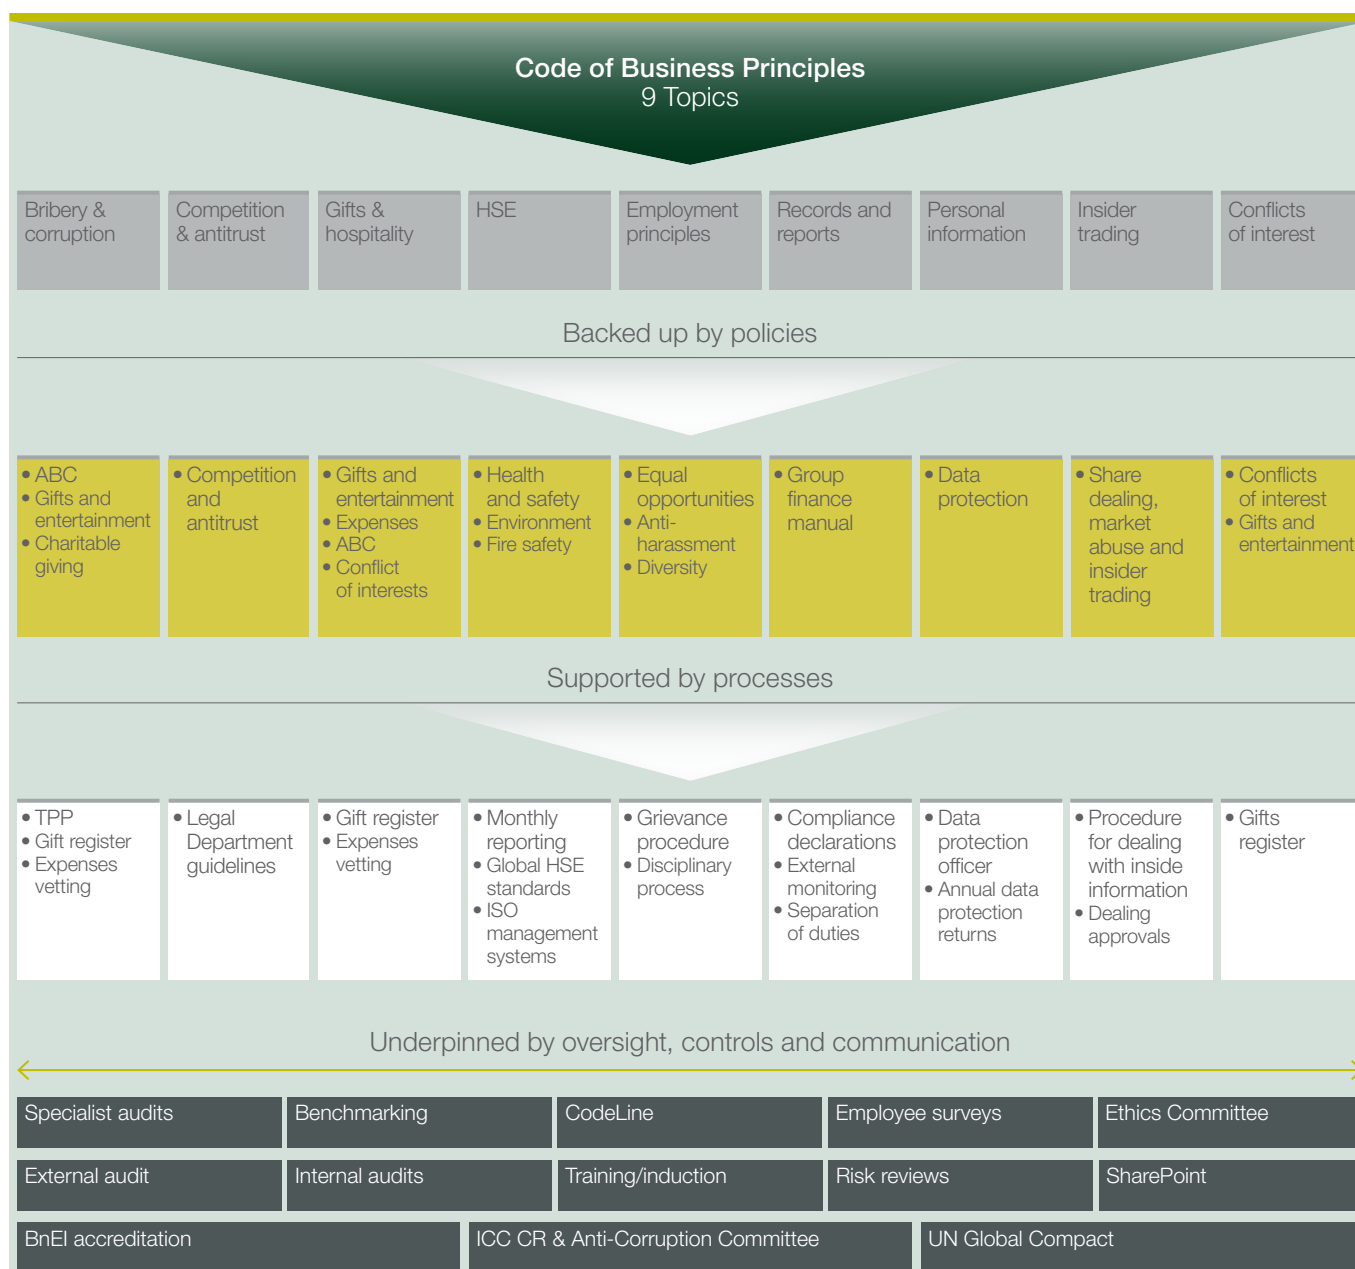 Code of Business Principles
9 Topics
Bribery &
corruption
Competition
& antitrust
Gifts &
hospitality
HSE
Employment
principles
Records and
reports
Personal
information
Insider
trading
Conflicts
of interest
Backed up by policies
• ABC
• Gifts and
entertainment
• Charitable
giving
• Competition
and
antitrust
• Gifts and
entertainment
• Expenses
• ABC
• Conflict
of interests
• Health
and safety
• Environment
• Fire safety
• Equal
opportunities
• Anti-
harassment
• Diversity
• Group
finance
manual
• Data
protection
• Share
dealing,
market
abuse and
insider
trading
• Conflicts
of interest
• Gifts and
entertainment
Supported by processes
• TPP
• Gift register
• Expenses
vetting
• Legal
Department
guidelines
• Gift register
• Expenses
vetting
• Monthly
reporting
• Global HSE
standards
• ISO
management
systems
• Grievance
procedure
• Disciplinary
process
• Compliance
declarations
• External
monitoring
• Separation
of duties
• Data
protection
officer
• Annual data
protection
returns
• Procedure
for dealing
with inside
information
• Dealing
approvals
• Gifts
register
Underpinned by oversight, controls and communication
Specialist audits
Benchmarking
CodeLine
Employee surveys
Ethics Committee
External audit
Internal audits
Training/induction
Risk reviews
SharePoint
BnEl accreditation
ICC CR & Anti-Corruption Committee
UN Global Compact